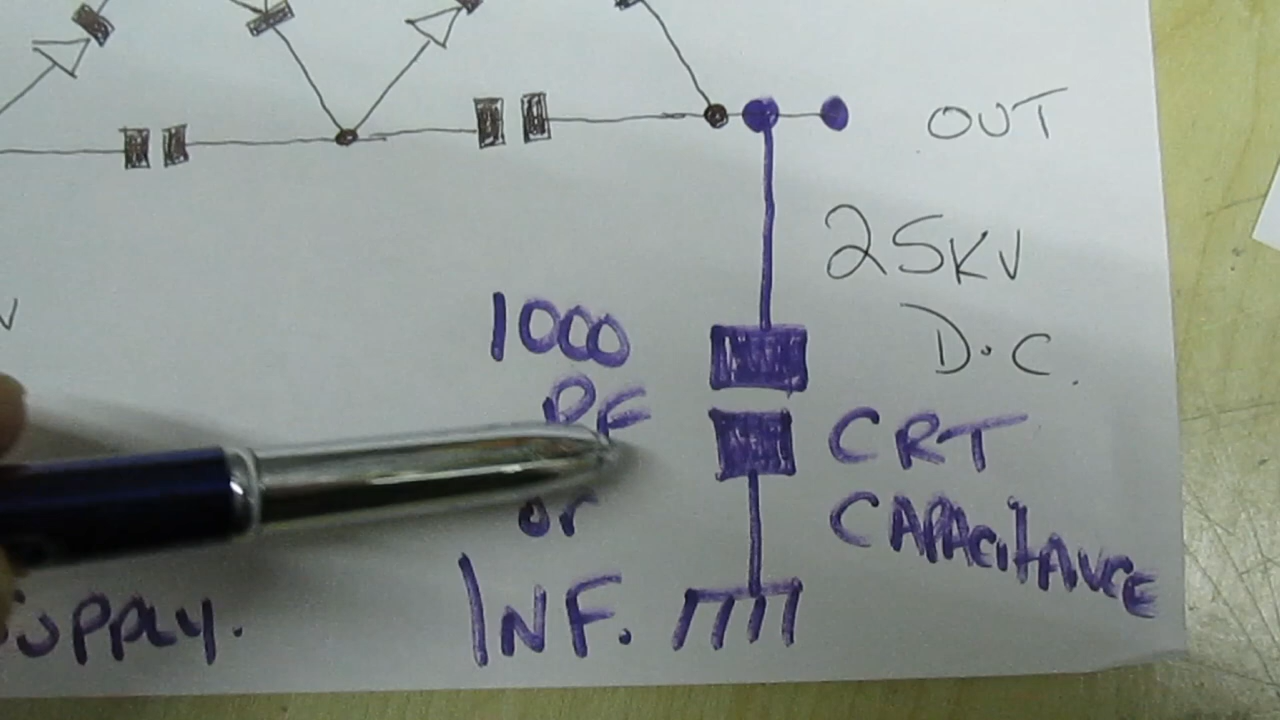 OUT
25KV
D.C.
1000
PF
or
1NF.
CRT
CAPACitANCE
SUPPLY.